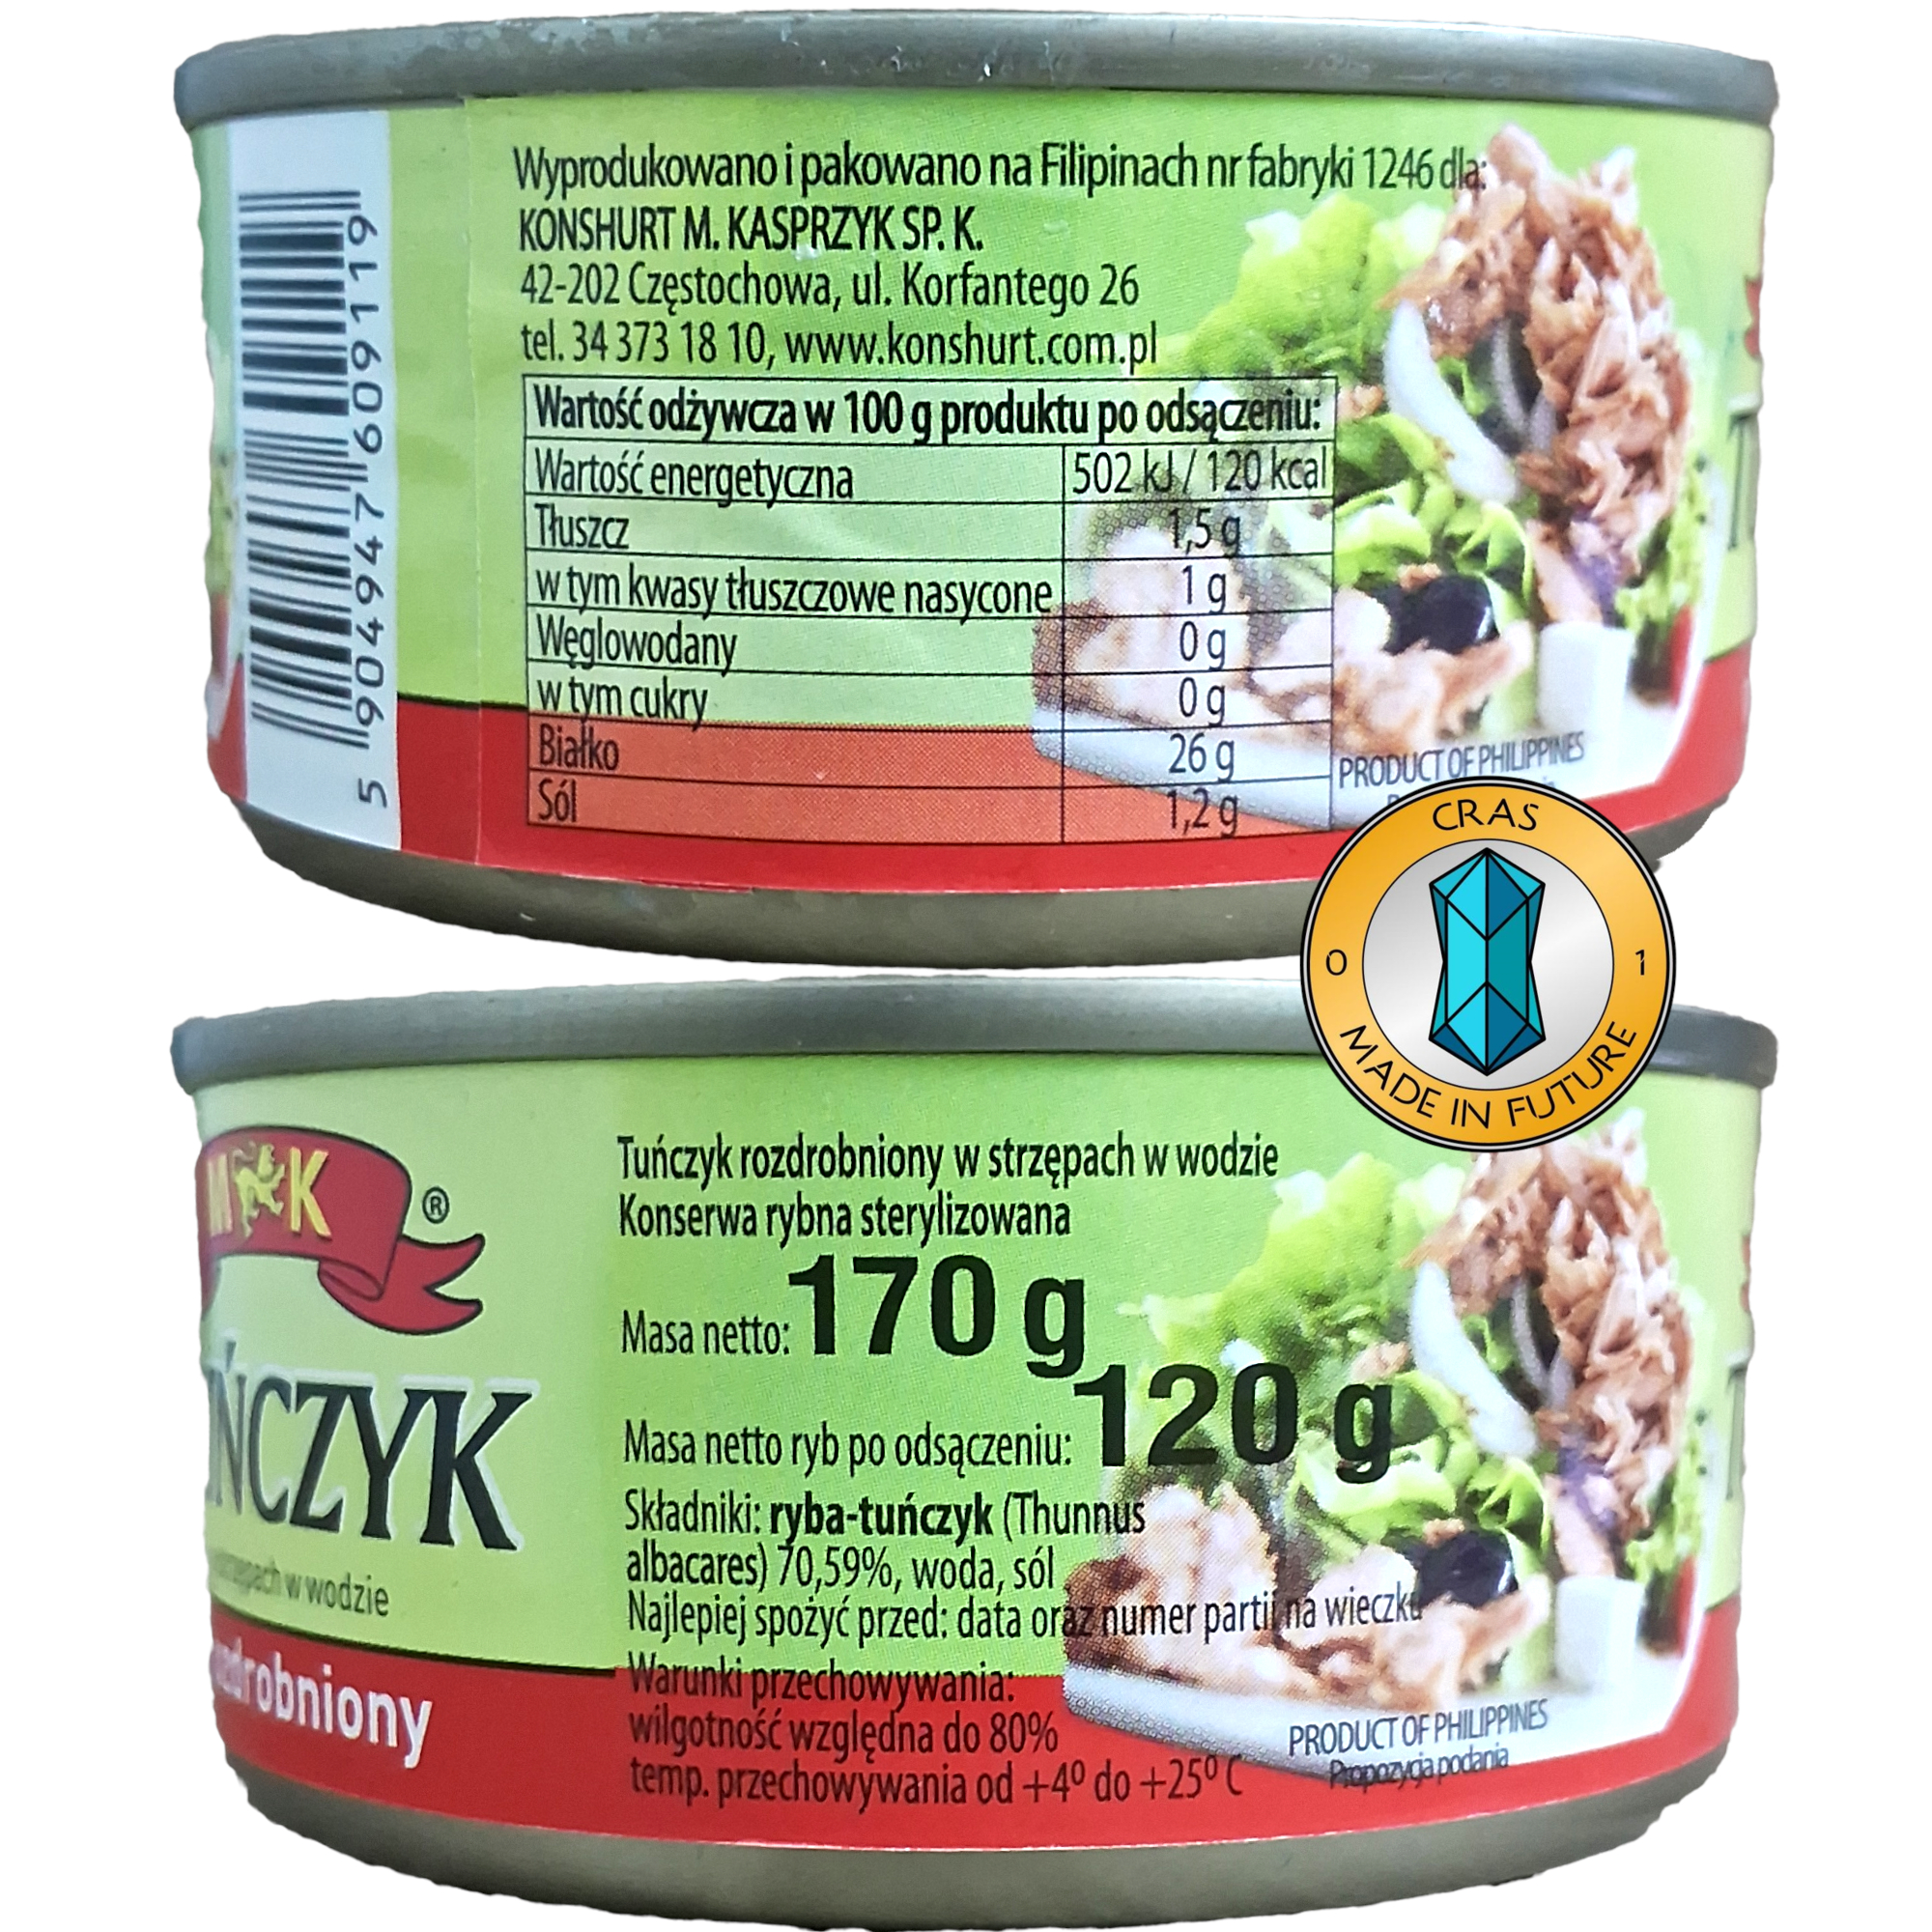 Wyprodukowano i pakowano na Filipinach nr fabryki 1246 dla:
KONSHURT M. KASPRZYK SP. K.
42-202 Częstochowa, ul. Korfantego 26
tel. 34 373 18 10, www.konshurt.com.pl
Wartość odżywcza w 100 g produktu po odsączeniu:
Wartość energetyczna 502 kJ / 120 kcal
Tłuszcz 1,5 g
w tym kwasy tłuszczowe nasycone 1 g
Węglowodany 0 g
w tym cukry 0 g
Białko 26 g
Sól 1,2 g
5 904947 609119
PRODUCT OF PHILIPPINES
CRAS
0 1
MADE IN FUTURE
M K
®
Tuńczyk rozdrobniony w strzępach w wodzie
Konserwa rybna sterylizowana
Masa netto: 170 g
Masa netto ryb po odsączeniu: 120 g
Składniki: ryba-tuńczyk (Thunnus
albacares) 70,59%, woda, sól
Najlepiej spożyć przed: data oraz numer partii na wieczku
Warunki przechowywania:
wilgotność względna do 80%
temp. przechowywania od +4º do +25º C
ŃCZYK
w wodzie
drobniony
PRODUCT OF PHILIPPINES
Propozycja podania